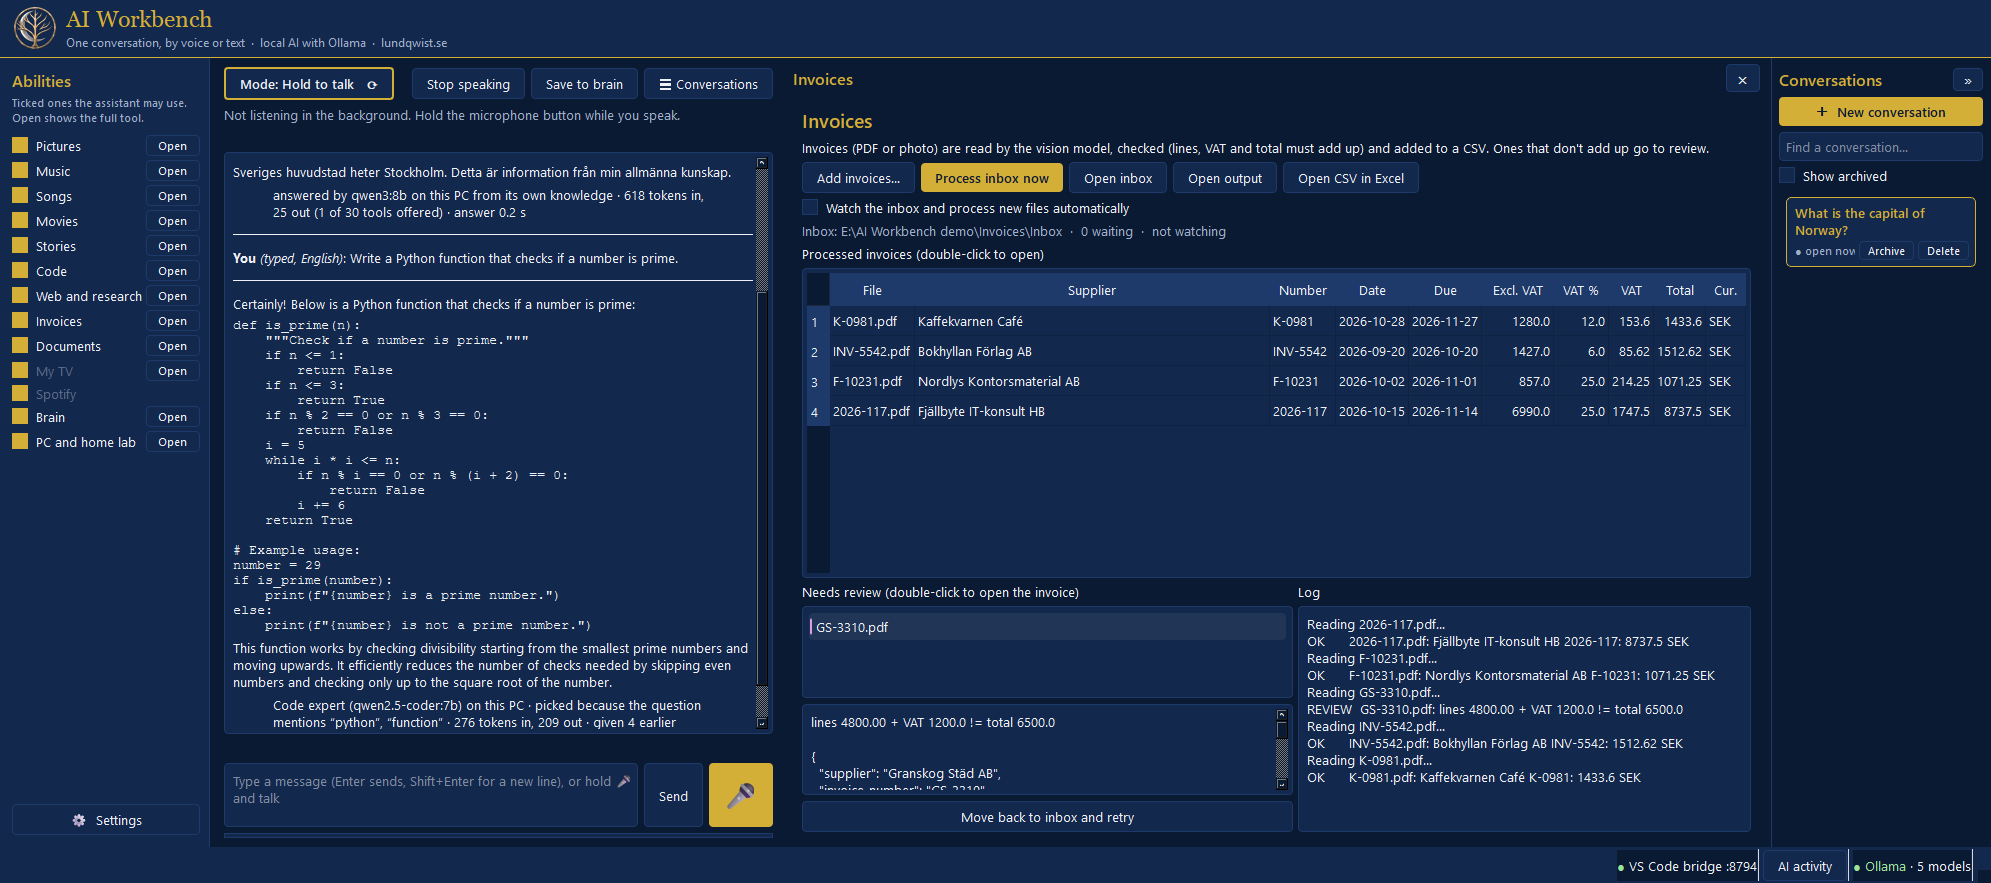 AI Workbench
One conversation, by voice or text · local AI with Ollama · lundqwist.se
Abilities
Ticked ones the assistant may use.
Open shows the full tool.
Pictures Open
Music Open
Songs Open
Movies Open
Stories Open
Code Open
Web and research Open
Invoices Open
Documents Open
My TV Open
Spotify
Brain Open
PC and home lab Open
Settings
Mode: Hold to talk
Stop speaking
Save to brain
Conversations
Not listening in the background. Hold the microphone button while you speak.
Sveriges huvudstad heter Stockholm. Detta är information från min allmänna kunskap.
answered by qwen3:8b on this PC from its own knowledge · 618 tokens in,
25 out (1 of 30 tools offered) · answer 0.2 s
You (typed, English): Write a Python function that checks if a number is prime.
Certainly! Below is a Python function that checks if a number is prime:
def is_prime(n):
    """Check if a number is prime."""
    if n <= 1:
        return False
    if n <= 3:
        return True
    if n % 2 == 0 or n % 3 == 0:
        return False
    i = 5
    while i * i <= n:
        if n % i == 0 or n % (i + 2) == 0:
            return False
        i += 6
    return True
# Example usage:
number = 29
if is_prime(number):
    print(f"{number} is a prime number.")
else:
    print(f"{number} is not a prime number.")
This function works by checking divisibility starting from the smallest prime numbers and
moving upwards. It efficiently reduces the number of checks needed by skipping even
numbers and checking only up to the square root of the number.
Code expert (qwen2.5-coder:7b) on this PC · picked because the question
mentions “python”, “function” · 276 tokens in, 209 out · given 4 earlier
Type a message (Enter sends, Shift+Enter for a new line), or hold
and talk
Send
Invoices
×
Invoices
Invoices (PDF or photo) are read by the vision model, checked (lines, VAT and total must add up) and added to a CSV. Ones that don't add up go to review.
Add invoices...
Process inbox now
Open inbox
Open output
Open CSV in Excel
Watch the inbox and process new files automatically
Inbox: E:\AI Workbench demo\Invoices\Inbox · 0 waiting · not watching
Processed invoices (double-click to open)
File Supplier Number Date Due Excl. VAT VAT % VAT Total Cur.
1 K-0981.pdf Kaffekvarnen Café K-0981 2026-10-28 2026-11-27 1280.0 12.0 153.6 1433.6 SEK
2 INV-5542.pdf Bokhyllan Förlag AB INV-5542 2026-09-20 2026-10-20 1427.0 6.0 85.62 1512.62 SEK
3 F-10231.pdf Nordlys Kontorsmaterial AB F-10231 2026-10-02 2026-11-01 857.0 25.0 214.25 1071.25 SEK
4 2026-117.pdf Fjällbyte IT-konsult HB 2026-117 2026-10-15 2026-11-14 6990.0 25.0 1747.5 8737.5 SEK
Needs review (double-click to open the invoice)
GS-3310.pdf
lines 4800.00 + VAT 1200.0 != total 6500.0
{
"supplier": "Granskog Städ AB",
"invoice_number": "GS-3310"
Move back to inbox and retry
Log
Reading 2026-117.pdf...
OK 2026-117.pdf: Fjällbyte IT-konsult HB 2026-117: 8737.5 SEK
Reading F-10231.pdf...
OK F-10231.pdf: Nordlys Kontorsmaterial AB F-10231: 1071.25 SEK
Reading GS-3310.pdf...
REVIEW GS-3310.pdf: lines 4800.00 + VAT 1200.0 != total 6500.0
Reading INV-5542.pdf...
OK INV-5542.pdf: Bokhyllan Förlag AB INV-5542: 1512.62 SEK
Reading K-0981.pdf...
OK K-0981.pdf: Kaffekvarnen Café K-0981: 1433.6 SEK
Conversations
»
+ New conversation
Find a conversation...
Show archived
What is the capital of
Norway?
● open now Archive Delete
● VS Code bridge :8794
AI activity
● Ollama · 5 models